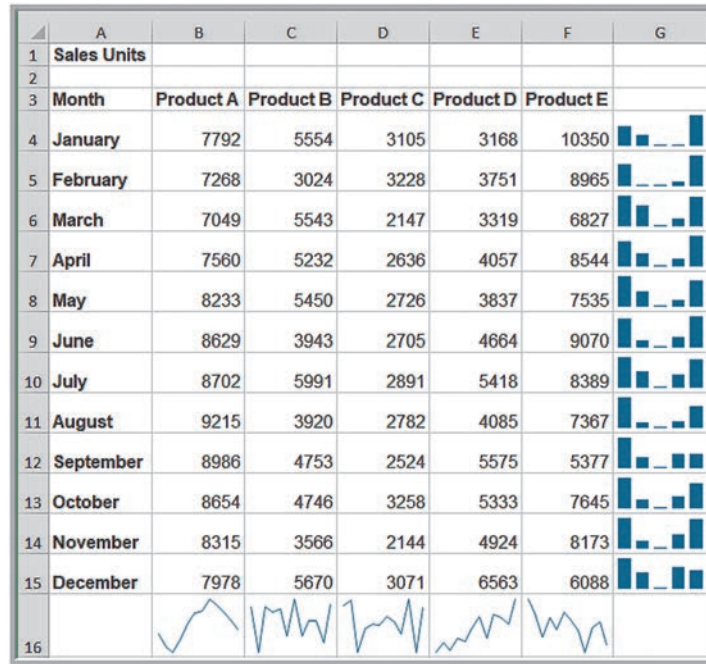 A B C D E F G
1 Sales Units
2
3 Month Product A Product B Product C Product D Product E
4 January 7792 5554 3105 3168 10350
5 February 7268 3024 3228 3751 8965
6 March 7049 5543 2147 3319 6827
7 April 7560 5232 2636 4057 8544
8 May 8233 5450 2726 3837 7535
9 June 8629 3943 2705 4664 9070
10 July 8702 5991 2891 5418 8389
11 August 9215 3920 2782 4085 7367
12 September 8986 4753 2524 5575 5377
13 October 8654 4746 3258 5333 7645
14 November 8315 3566 2144 4924 8173
15 December 7978 5670 3071 6563 6088
16